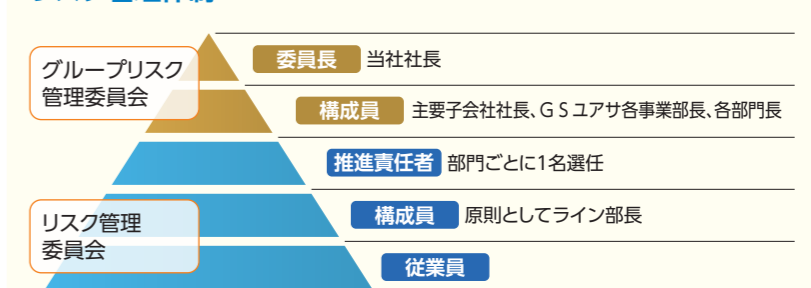 グループリスク
管理委員会
委員長 当社社長
構成員 主要子会社社長、GSユアサ各事業部長、各部門長
推進責任者 部門ごとに1名選任
リスク管理
委員会
構成員 原則としてライン部長
従業員